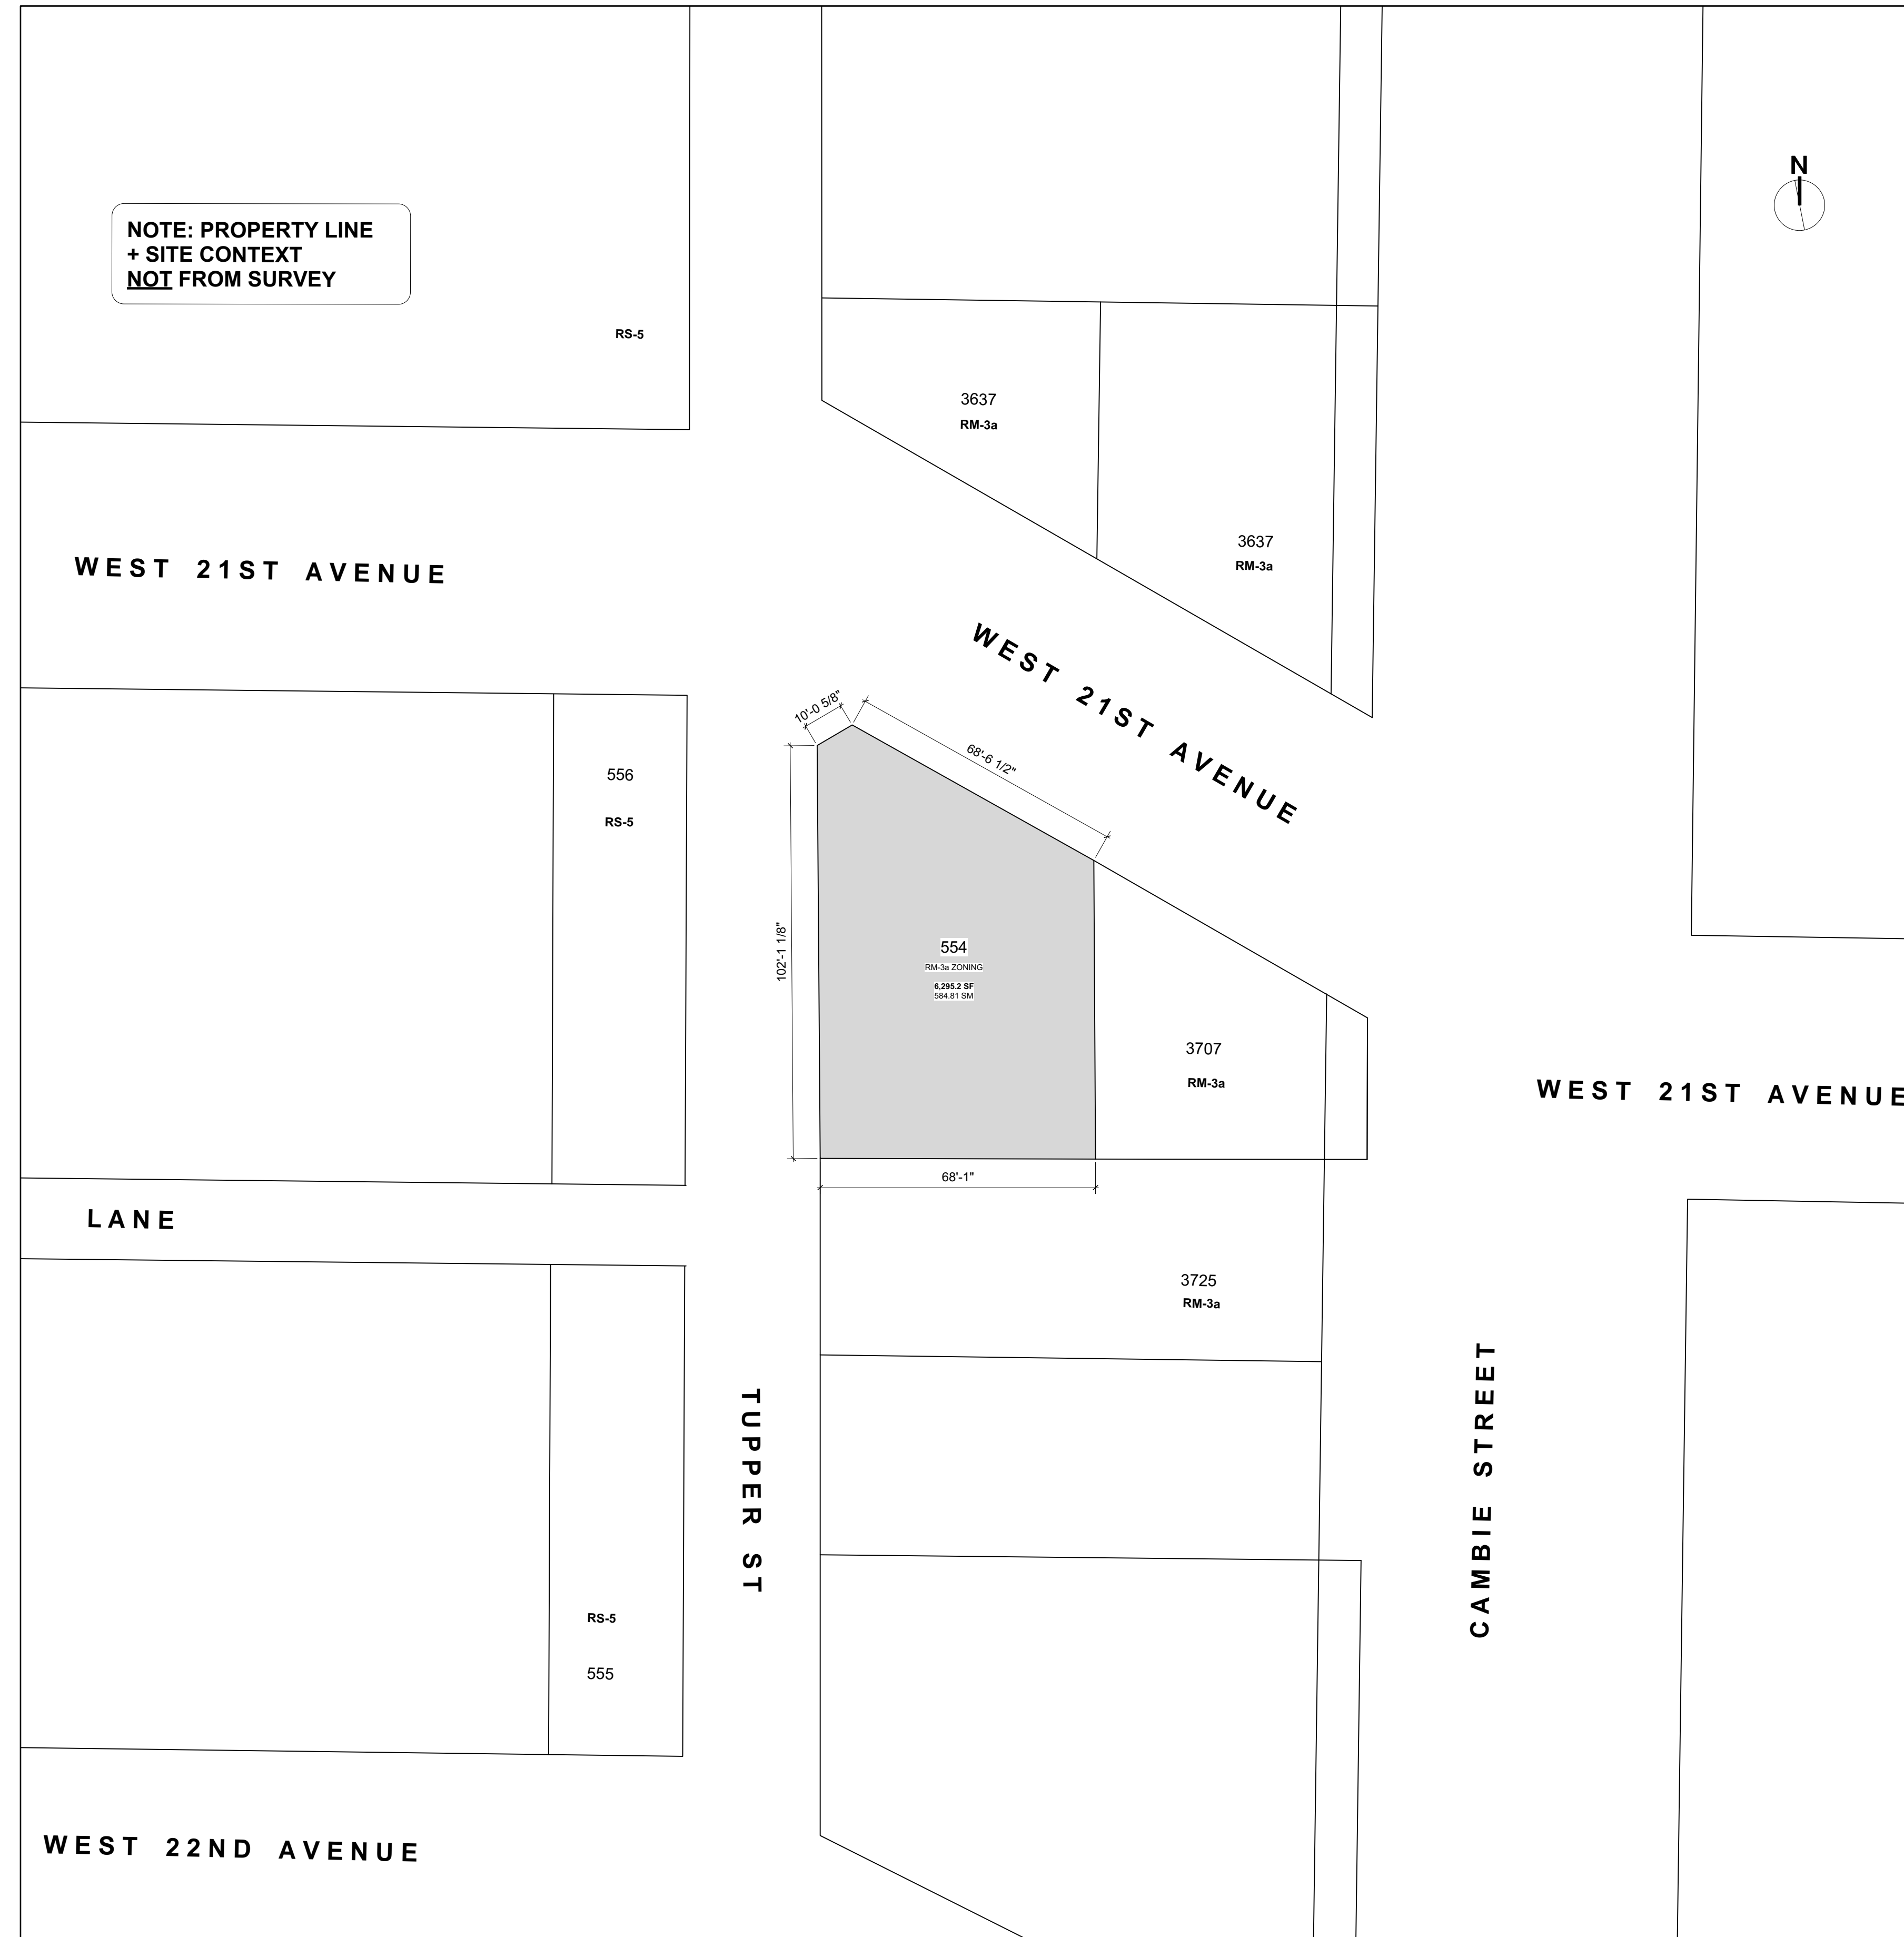 N
NOTE: PROPERTY LINE
+ SITE CONTEXT
NOT FROM SURVEY
RS-5
3637
RM-3a
3637
RM-3a
WEST 21ST AVENUE
WEST 21ST AVENUE
10'-0 5/8"
68'-6 1/2"
556
RS-5
102'-1 1/8"
554
RM-3a ZONING
6,295.2 SF
584.81 SM
3707
RM-3a
WEST 21ST AVENUE
68'-1"
LANE
3725
RM-3a
TUPPER ST
CAMBIE STREET
RS-5
555
WEST 22ND AVENUE